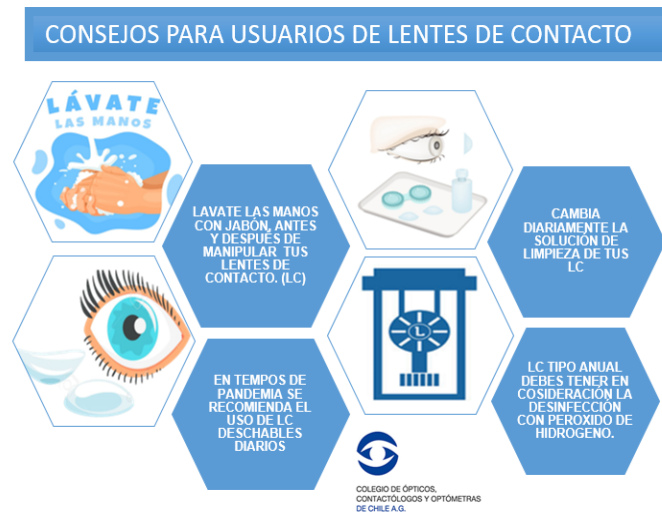 CONSEJOS PARA USUARIOS DE LENTES DE CONTACTO
LÁVATE
LAS MANOS
LAVATE LAS MANOS
CON JABÓN, ANTES
Y DESPUÉS DE
MANIPULAR TUS
LENTES DE
CONTACTO. (LC)
CAMBIA
DIARIAMENTE LA
SOLUCIÓN DE
LIMPIEZA DE TUS
LC
EN TEMPOS DE
PANDEMIA SE
RECOMIENDA EL
USO DE LC
DESCHABLES
DIARIOS
L
LC TIPO ANUAL
DEBES TENER EN
COSIDERACIÓN LA
DESINFECCIÓN
CON PEROXIDO DE
HIDROGENO.
COLEGIO DE ÓPTICOS,
CONTACTÓLOGOS Y OPTÓMETRAS
DE CHILE A.G.